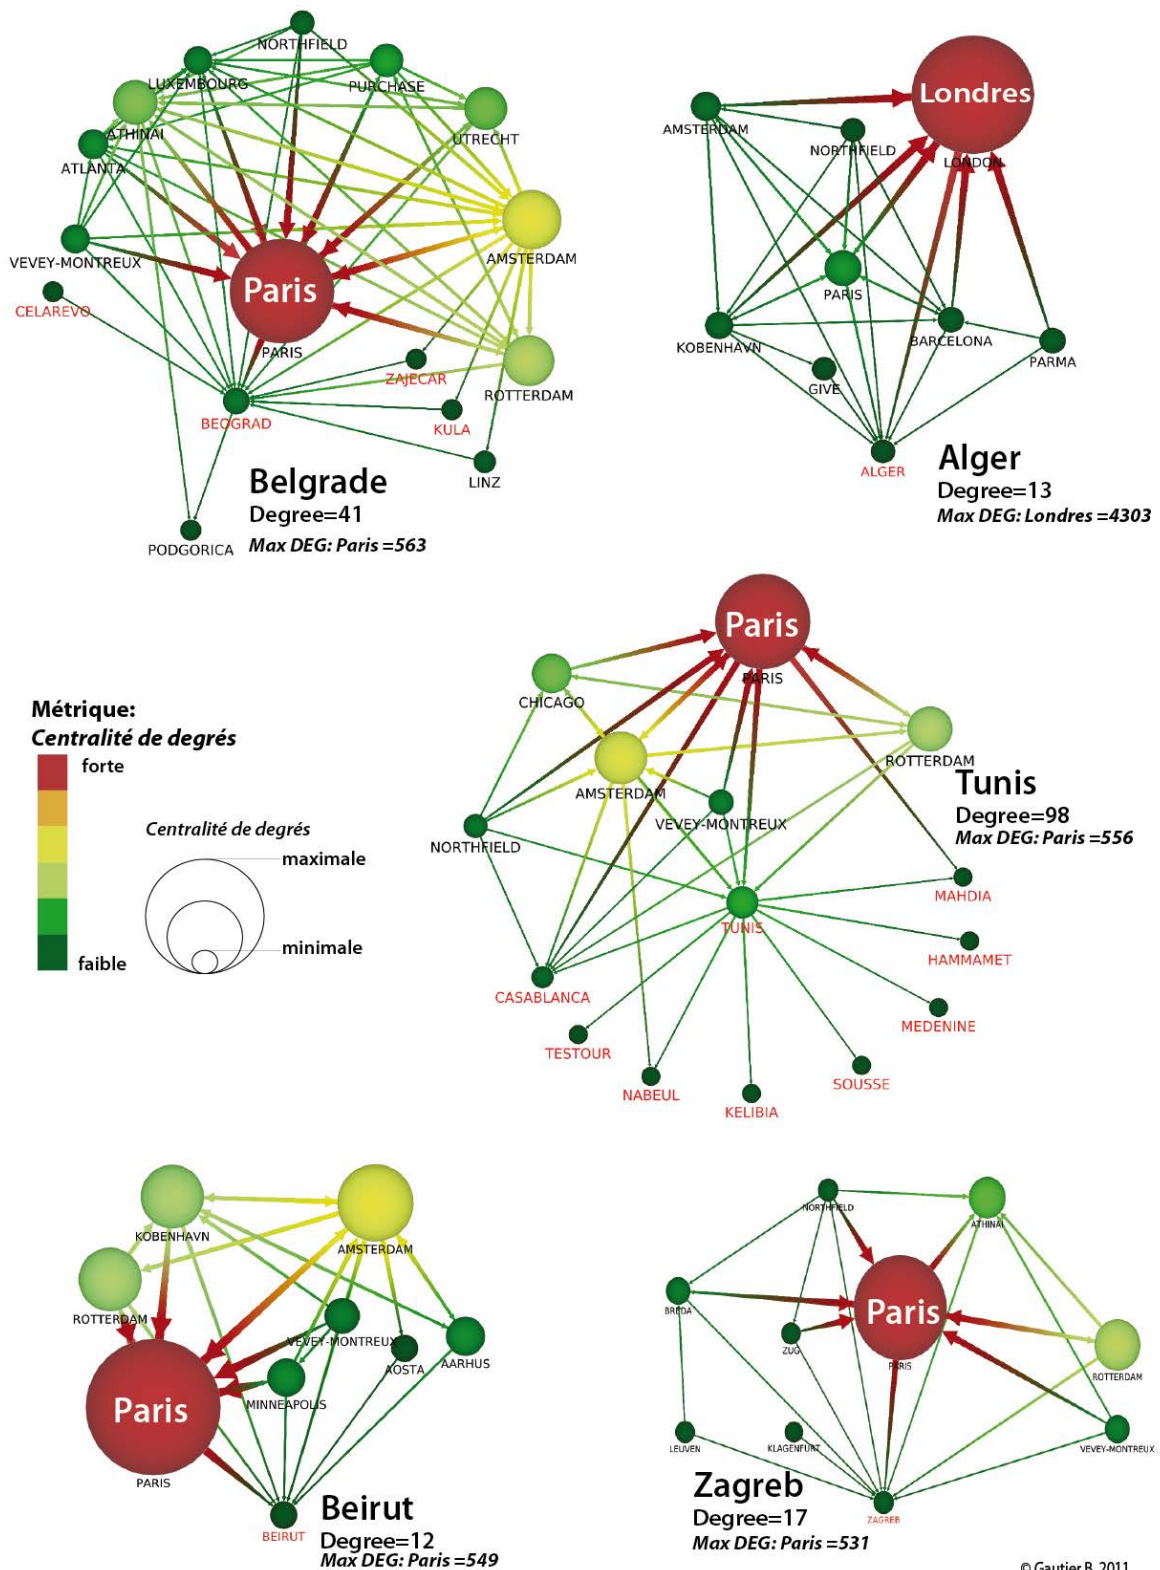 NORTHFIELD
LUXEMBOURG
PURCHASE
ATHINAI
UTRECHT
ATLANTA
VEVEY-MONTREUX
AMSTERDAM
CELAREVO
Paris
PARIS
ZAJECAR
ROTTERDAM
BEOGRAD
KULA
LINZ
PODGORICA
Belgrade
Degree=41
Max DEG: Paris =563
Londres
AMSTERDAM
NORTHFIELD
LONDON
PARIS
KOBENHAVN
BARCELONA
PARMA
GIVE
ALGER
Alger
Degree=13
Max DEG: Londres =4303
Métrique:
Centralité de degrés
forte
faible
Centralité de degrés
maximale
minimale
Paris
PARIS
CHICAGO
ROTTERDAM
AMSTERDAM
VEVEY-MONTREUX
NORTHFIELD
Tunis
Degree=98
Max DEG: Paris =556
MAHDIA
TUNIS
HAMMAMET
CASABLANCA
MEDENINE
TESTOUR
SOUSSE
NABEUL
KELIBIA
KOBENHAVN
AMSTERDAM
ROTTERDAM
VEVEY-MONTREUX
AOSTA
AARHUS
MINNEAPOLIS
Paris
PARIS
BEIRUT
Beirut
Degree=12
Max DEG: Paris =549
NORTHFIELD
ATHINAI
BREDA
Paris
ZUG
PARIS
ROTTERDAM
LEUVEN
KLAGENFURT
VEVEY-MONTREUX
ZAGREB
Zagreb
Degree=17
Max DEG: Paris =531
© Gautier B. 2011